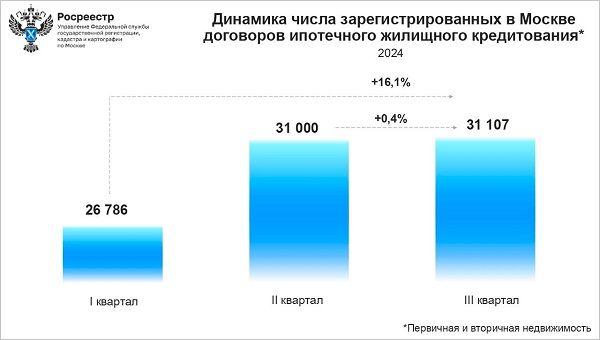 Росреестр
Управление Федеральной службы
государственной регистрации,
кадастра и картографии
по Москве
Динамика числа зарегистрированных в Москве
договоров ипотечного жилищного кредитования*
2024
+16,1%
26 786
31 000
+0,4%
31 107
I квартал
II квартал
III квартал
*Первичная и вторичная недвижимость